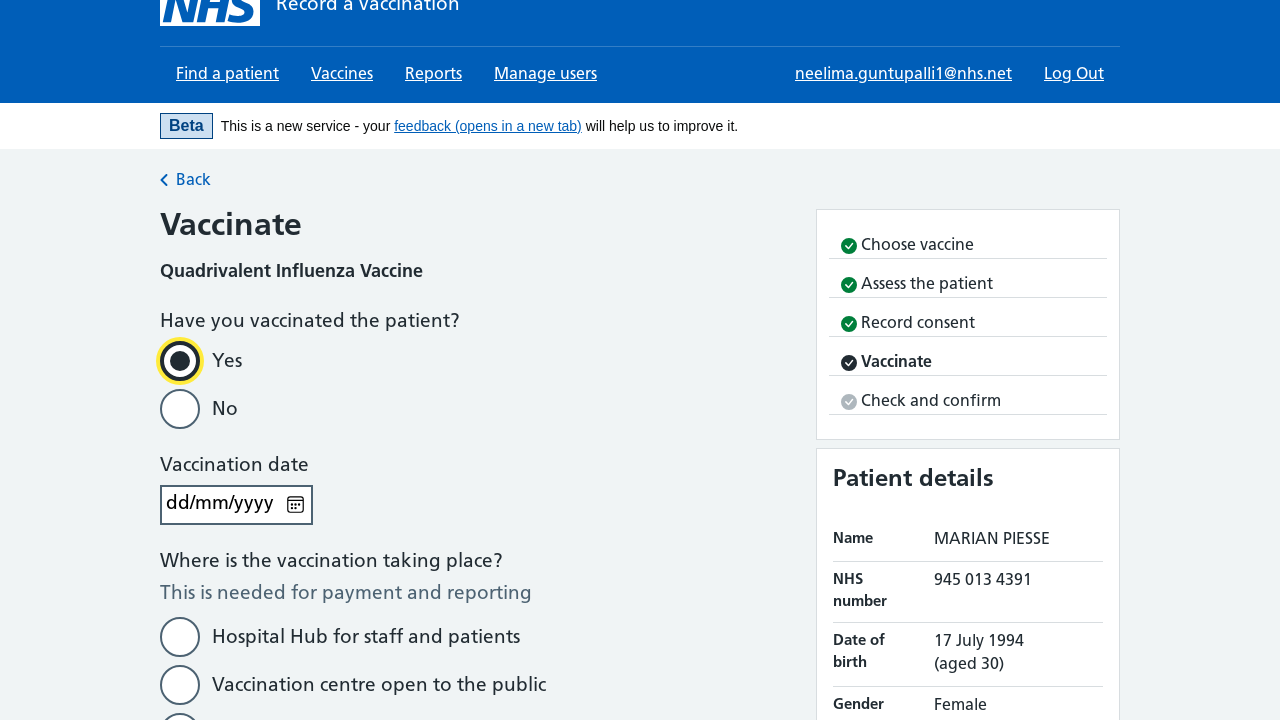 NHS Record a vaccination
Find a patient Vaccines Reports Manage users neelima.guntupalli1@nhs.net Log Out
Beta This is a new service - your feedback (opens in a new tab) will help us to improve it.
Back
Vaccinate
Quadrivalent Influenza Vaccine
Have you vaccinated the patient?
Yes
No
Vaccination date
dd/mm/yyyy
Where is the vaccination taking place?
This is needed for payment and reporting
Hospital Hub for staff and patients
Vaccination centre open to the public
Choose vaccine
Assess the patient
Record consent
Vaccinate
Check and confirm
Patient details
Name MARIAN PIESSE
NHS number 945 013 4391
Date of birth 17 July 1994 (aged 30)
Gender Female